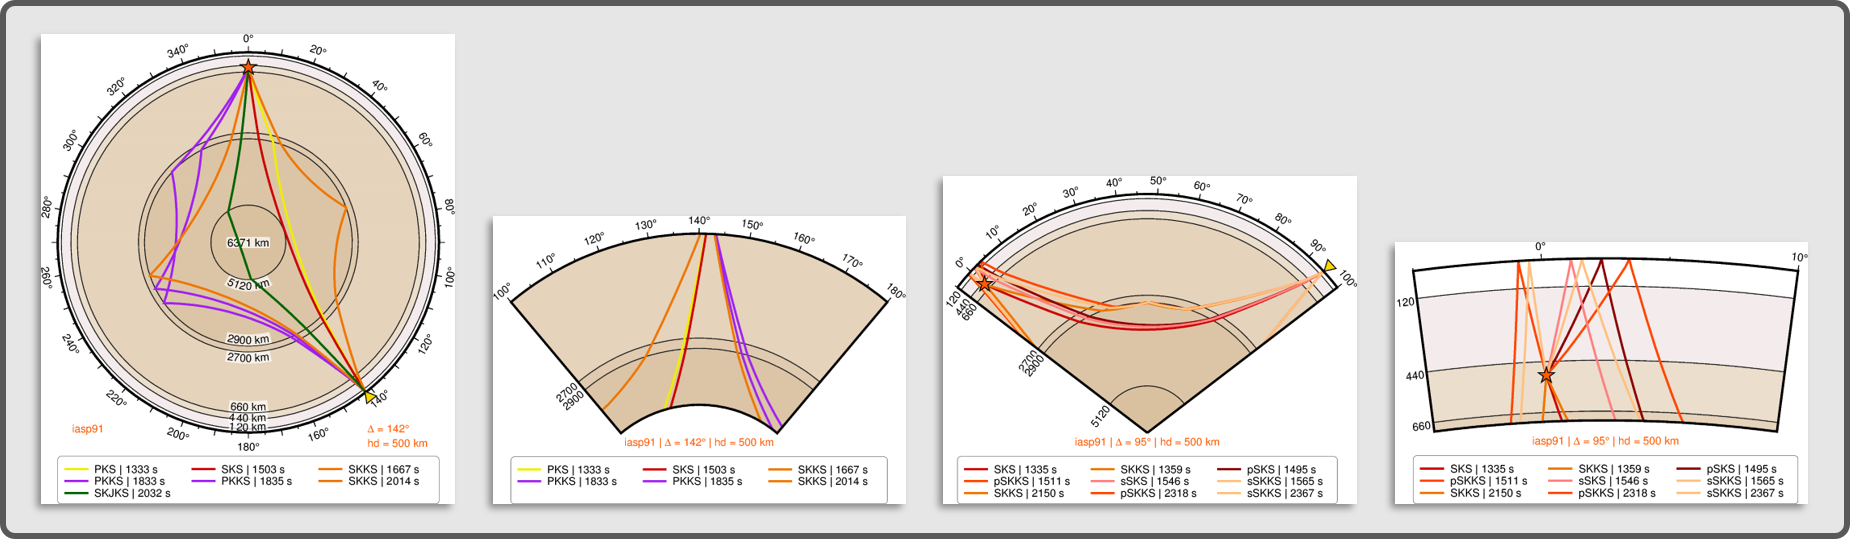 0°
20°
40°
60°
80°
100°
120°
140°
160°
180°
200°
220°
240°
260°
280°
300°
320°
340°
6371 km
5120 km
2900 km
2700 km
660 km
440 km
120 km
iasp91
Δ = 142°
hd = 500 km
PKS | 1333 s SKS | 1503 s SKKS | 1667 s
PKKS | 1833 s PKKS | 1835 s SKKS | 2014 s
SKJKS | 2032 s
100°
110°
120°
130°
140°
150°
160°
170°
180°
2700
2900
iasp91 | Δ = 142° | hd = 500 km
PKS | 1333 s SKS | 1503 s SKKS | 1667 s
PKKS | 1833 s PKKS | 1835 s SKKS | 2014 s
0°
10°
20°
30°
40°
50°
60°
70°
80°
90°
100°
120
440
660
2700
2900
5120
iasp91 | Δ = 95° | hd = 500 km
SKS | 1335 s SKKS | 1359 s pSKS | 1495 s
pSKKS | 1511 s sSKS | 1546 s sSKKS | 1565 s
SKKS | 2150 s pSKKS | 2318 s sSKKS | 2367 s
0°
10°
120
440
660
iasp91 | Δ = 95° | hd = 500 km
SKS | 1335 s SKKS | 1359 s pSKS | 1495 s
pSKKS | 1511 s sSKS | 1546 s sSKKS | 1565 s
SKKS | 2150 s pSKKS | 2318 s sSKKS | 2367 s